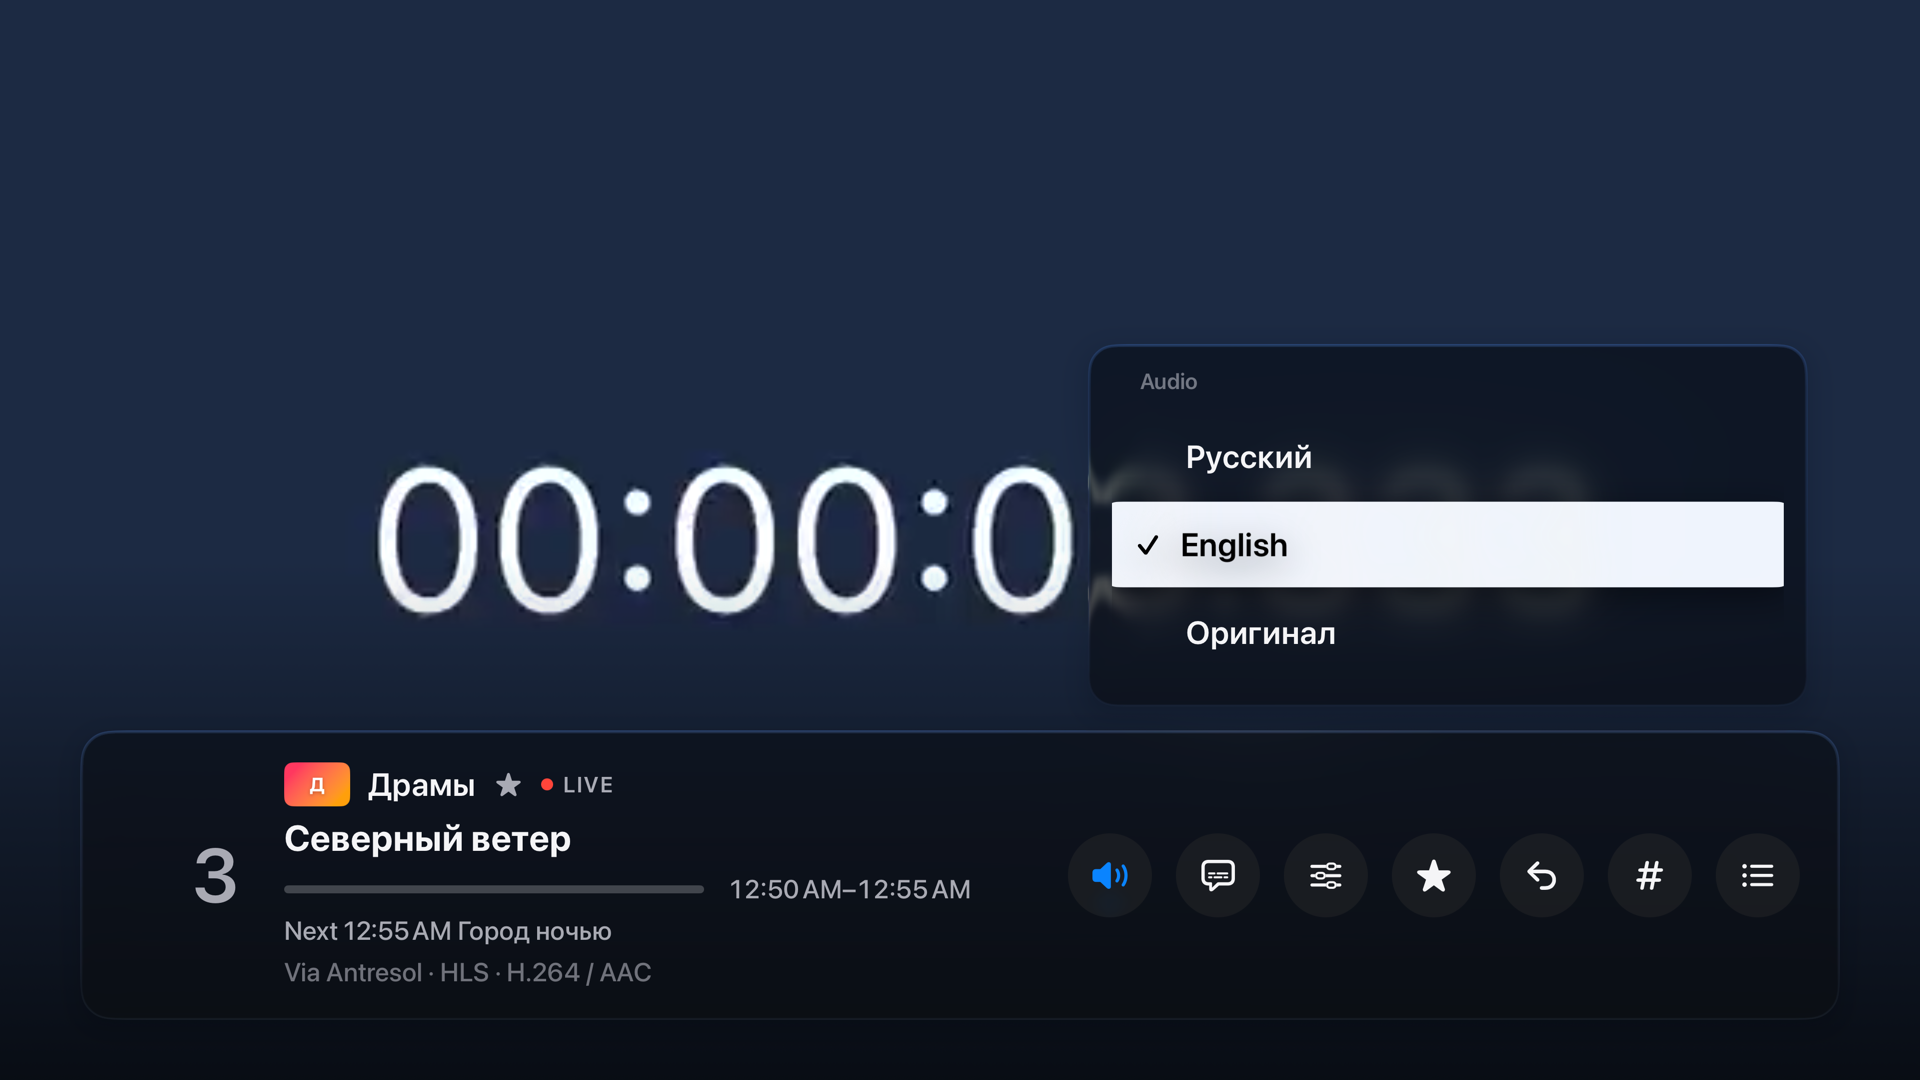 00:00:0
Audio
Русский
English
Оригинал
Д Драмы LIVE
Северный ветер
3
12:50 AM–12:55 AM
Next 12:55 AM Город ночью
Via Antresol · HLS · H.264 / AAC
#